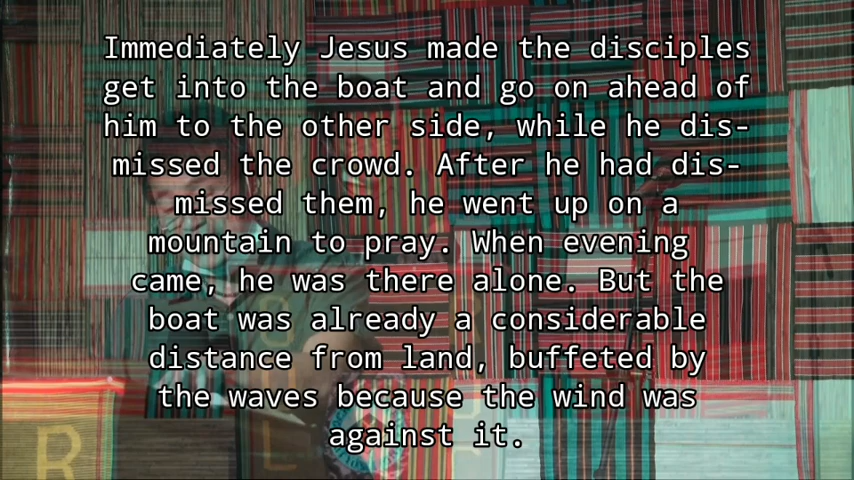 Immediately Jesus made the disciples
get into the boat and go on ahead of
him to the other side, while he dis-
missed the crowd. After he had dis-
missed them, he went up on a
mountain to pray. When evening
came, he was there alone. But the
boat was already a considerable
distance from land, buffeted by
the waves because the wind was
against it.